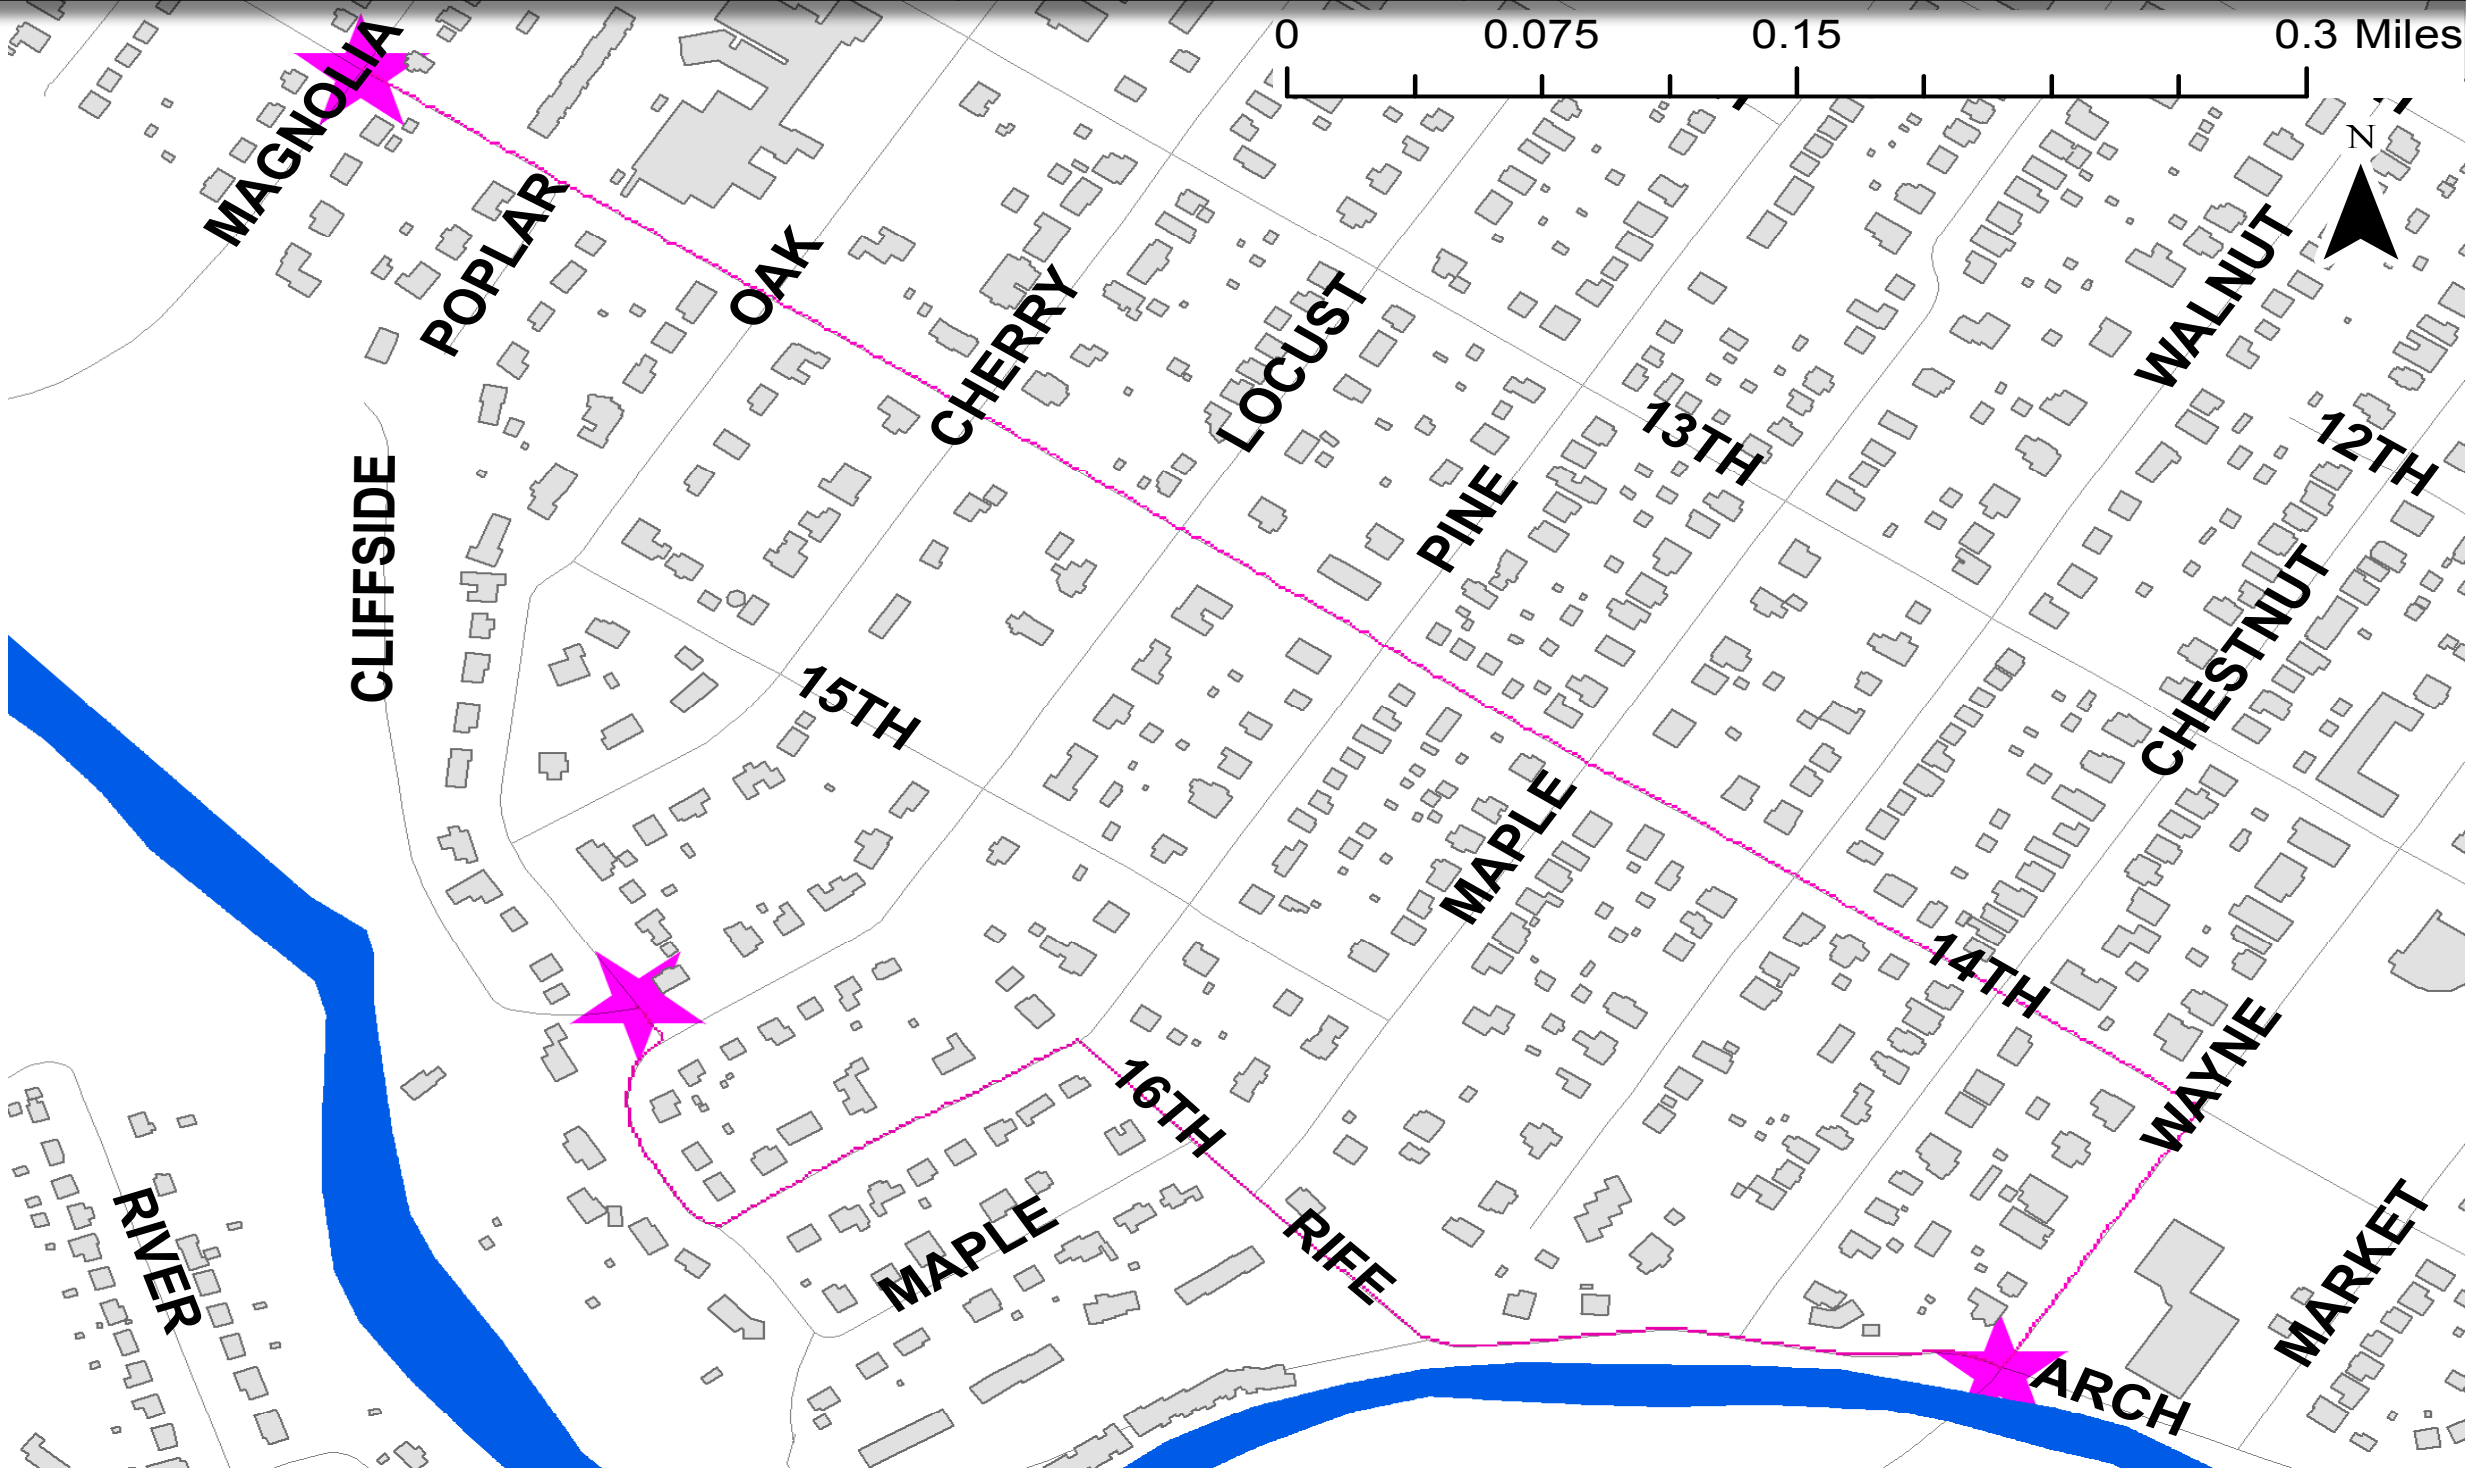 0 0.075 0.15 0.3 Miles
N
MAGNOLIA
POPLAR
OAK
CHERRY
LOCUST
WALNUT
13TH
12TH
PINE
CLIFFSIDE
CHESTNUT
15TH
MAPLE
14TH
WAYNE
16TH
RIVER
MAPLE
RIFE
MARKET
ARCH